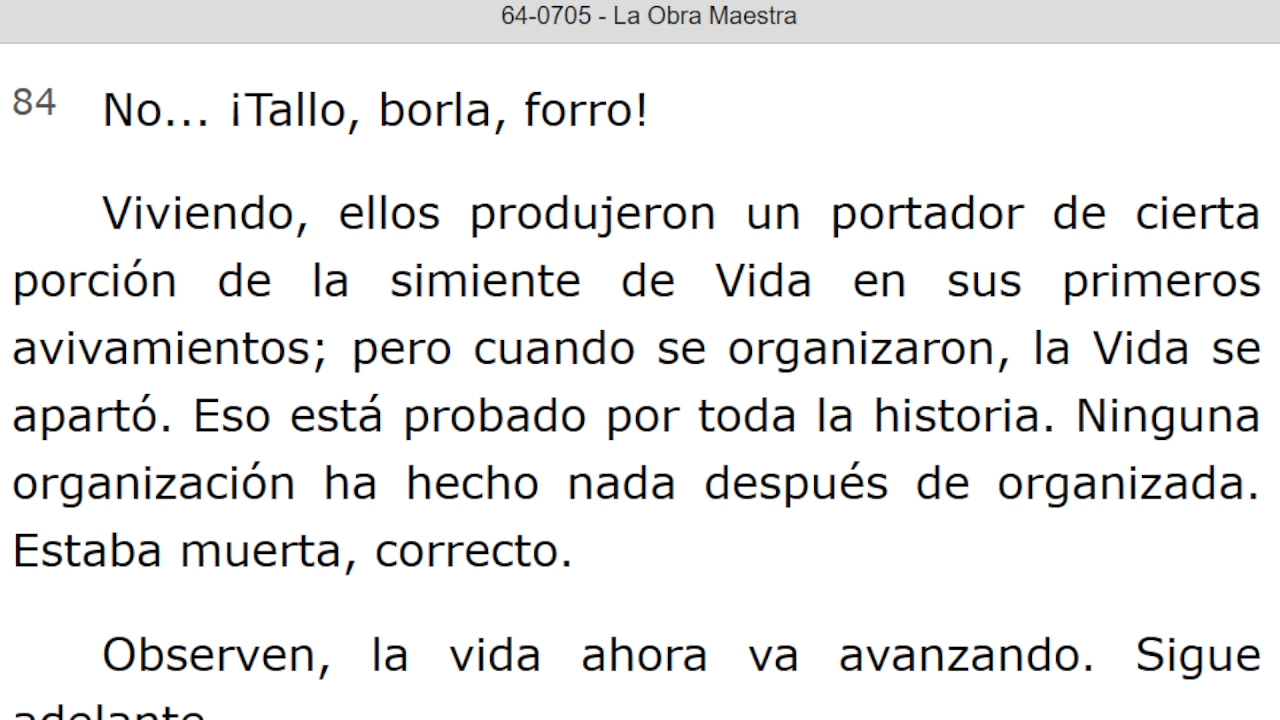 64-0705 - La Obra Maestra
84 No... ¡Tallo, borla, forro!
Viviendo, ellos produjeron un portador de cierta
porción de la simiente de Vida en sus primeros
avivamientos; pero cuando se organizaron, la Vida se
apartó. Eso está probado por toda la historia. Ninguna
organización ha hecho nada después de organizada.
Estaba muerta, correcto.
Observen, la vida ahora va avanzando. Sigue
adelante.